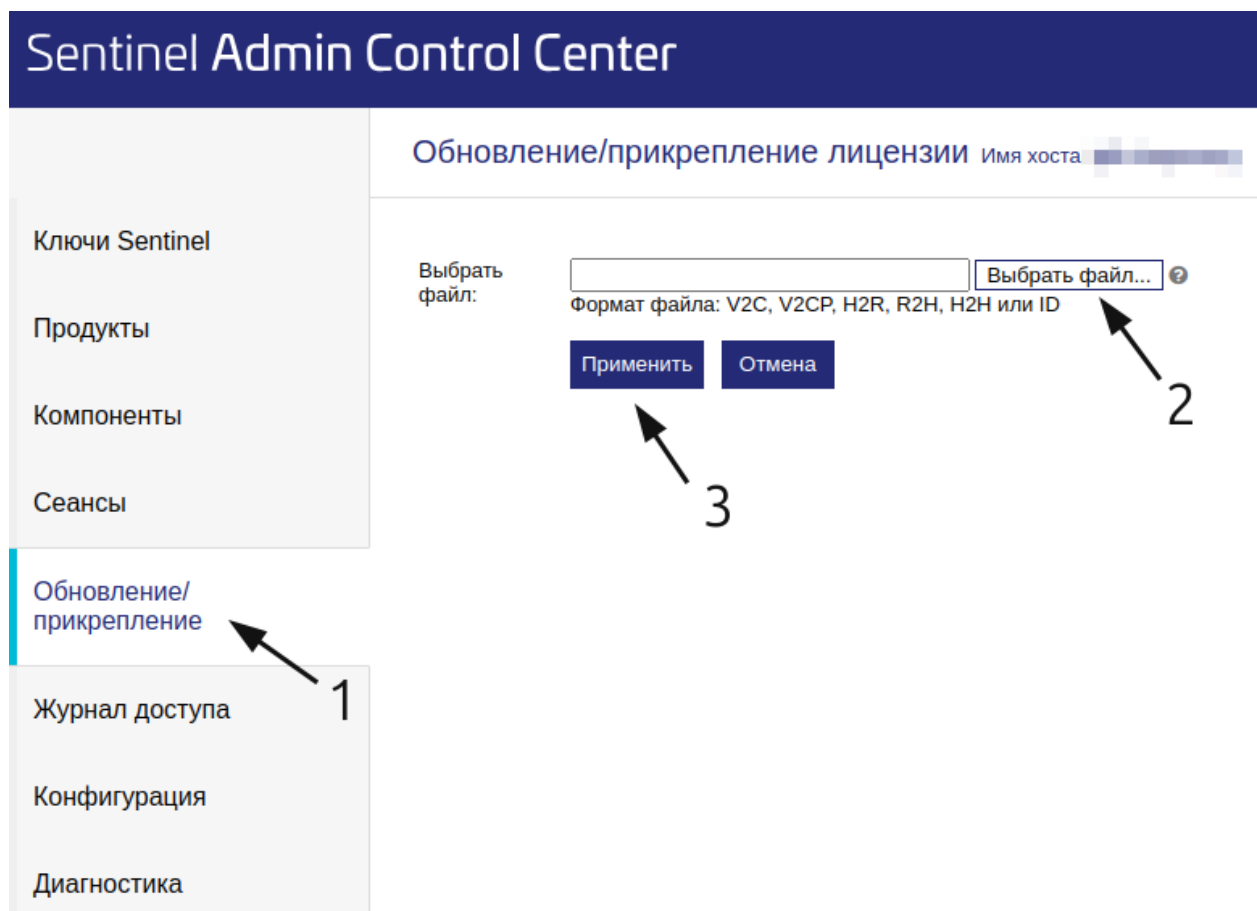 Sentinel Admin Control Center
Обновление/прикрепление лицензии Имя хоста
Ключи Sentinel
Продукты
Компоненты
Сеансы
Обновление/
прикрепление
Журнал доступа
Конфигурация
Диагностика
Выбрать
файл:
Выбрать файл...
?
Формат файла: V2C, V2CP, H2R, R2H, H2H или ID
Применить
Отмена
1
2
3